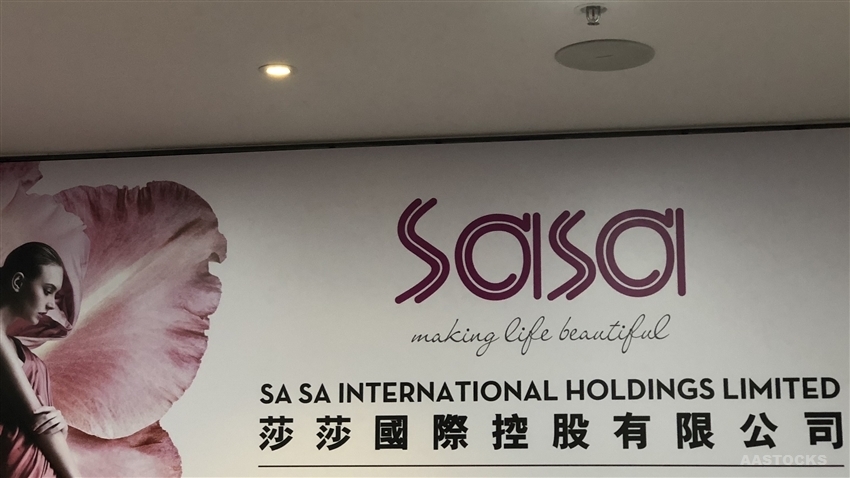 sasa
making life beautiful
SA SA INTERNATIONAL HOLDINGS LIMITED
莎莎國際控股有限公司
AASTOCKS